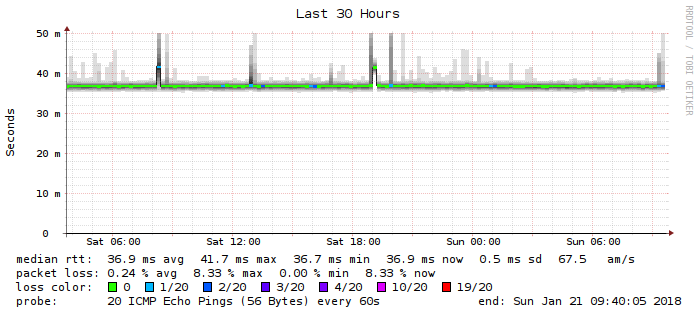 Last 30 Hours
RRDTOOL / TOBI OETIKER
Seconds
50 m
40 m
30 m
20 m
10 m
0
Sat 06:00 Sat 12:00 Sat 18:00 Sun 00:00 Sun 06:00
median rtt: 36.9 ms avg 41.7 ms max 36.7 ms min 36.9 ms now 0.5 ms sd 67.5 am/s
packet loss: 0.24 % avg 8.33 % max 0.00 % min 8.33 % now
loss color: 0 1/20 2/20 3/20 4/20 10/20 19/20
probe: 20 ICMP Echo Pings (56 Bytes) every 60s end: Sun Jan 21 09:40:05 2018